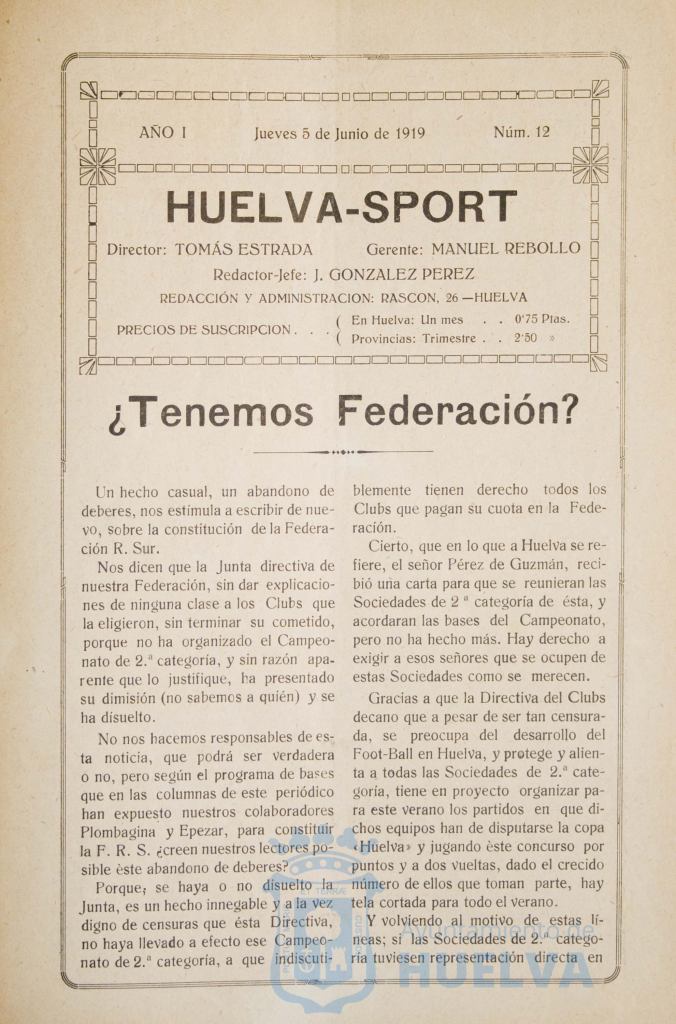 AÑO I Jueves 5 de Junio de 1919 Núm. 12
HUELVA-SPORT
Director: TOMÁS ESTRADA Gerente: MANUEL REBOLLO
Redactor-Jefe: J. GONZALEZ PEREZ
REDACCIÓN Y ADMINISTRACION: RASCON, 26 —HUELVA
PRECIOS DE SUSCRIPCION . . . ( En Huelva: Un mes . . 0'75 Ptas.
( Provincias: Trimestre . . 2'50 »
¿Tenemos Federación?
Un hecho casual, un abandono de
deberes, nos estimula a escribir de nue-
vo, sobre la constitución de la Federa-
ción R. Sur.
Nos dicen que la Junta directiva de
nuestra Federación, sin dar explicacio-
nes de ninguna clase a los Clubs que
la eligieron, sin terminar su cometido,
porque no ha organizado el Campeo-
nato de 2.ª categoría, y sin razón apa-
rente que lo justifique, ha presentado
su dimisión (no sabemos a quién) y se
ha disuelto.
No nos hacemos responsables de es-
ta noticia, que podrá ser verdadera
o no, pero según el programa de bases
que en las columnas de este periódico
han expuesto nuestros colaboradores
Plombagina y Epezar, para constituir
la F. R. S. ¿creen nuestros lectores po-
sible èste abandono de deberes?
Porque, se haya o no disuelto la
Junta, es un hecho innegable y a la vez
digno de censuras que ésta Directiva,
no haya llevado a efecto ese Campeo-
nato de 2.ª categoría, a que indiscuti-
blemente tienen derecho todos los
Clubs que pagan su cuota en la Fede-
ración.
Cierto, que en lo que a Huelva se re-
fiere, el señor Pérez de Guzmán, reci-
bió una carta para que se reunieran las
Sociedades de 2 ª categoría de ésta, y
acordaran las bases del Campeonato,
pero no ha hecho más. Hay derecho a
exigir a esos señores que se ocupen de
estas Sociedades como se merecen.
Gracias a que la Directiva del Clubs
decano que a pesar de ser tan censura-
da, se preocupa del desarrollo del
Foot-Ball en Huelva, y protege y alien-
ta a todas las Sociedades de 2.ª cate-
goría, tiene en proyecto organizar pa-
ra este verano los partidos en que di-
chos equipos han de disputarse la copa
«Huelva» y jugando èste concurso por
puntos y a dos vueltas, dado el crecido
número de ellos que toman parte, hay
tela cortada para todo el verano.
Y volviendo al motivo de estas lí-
neas; si las Sociedades de 2.ª catego-
ría tuviesen representación directa en
Ayuntamiento de
HUELVA